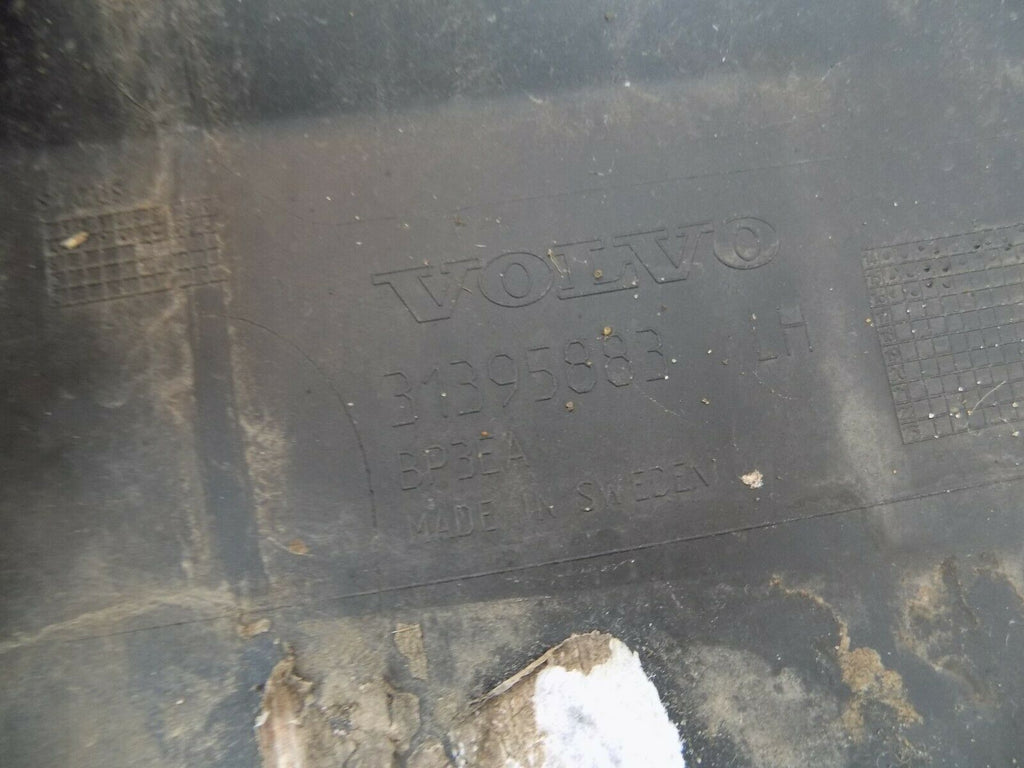 VOLVO
31395883 LH
BP3EA
MADE IN SWEDEN